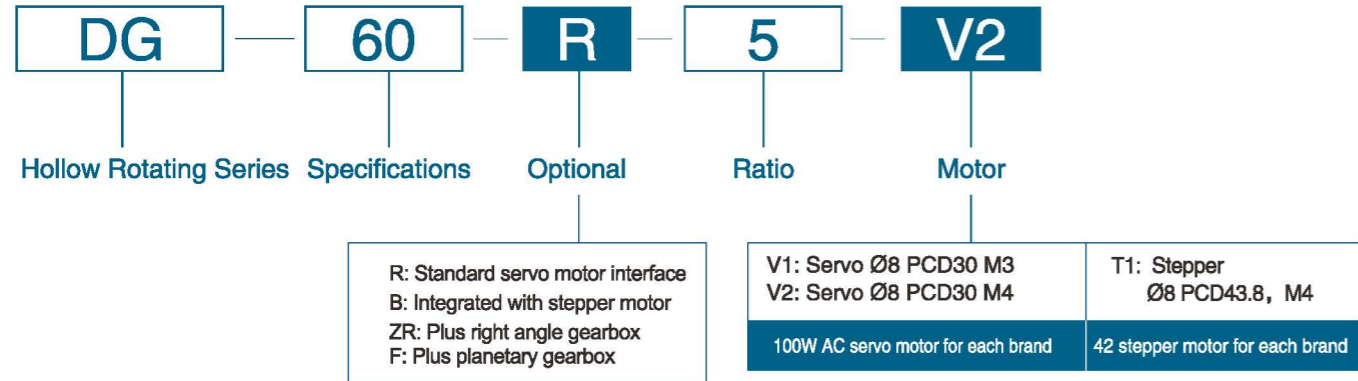 DG — 60 — R — 5 — V2
Hollow Rotating Series Specifications Optional Ratio Motor
R: Standard servo motor interface
B: Integrated with stepper motor
ZR: Plus right angle gearbox
F: Plus planetary gearbox
V1: Servo Ø8 PCD30 M3
V2: Servo Ø8 PCD30 M4
100W AC servo motor for each brand
T1: Stepper
Ø8 PCD43.8，M4
42 stepper motor for each brand